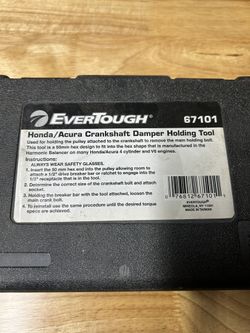 EVERTOUGH® 67101
Honda/Acura Crankshaft Damper Holding Tool
Used for holding the pulley attached to the crankshaft to remove the main holding bolt.
This tool is a 50mm hex design to fit into the hex shape that is manufactured in the
Harmonic Balancer on many Honda/Acura 4 cylinder and V6 engines.
Instructions:
ALWAYS WEAR SAFETY GLASSES.
1. Insert the 50 mm hex end into the pulley allowing room to
attach a 1/2" drive breaker bar or ratchet to engage into the
1/2" receptacle that is in the tool.
2. Determine the correct size of the crankshaft bolt and attach
socket.
3. Holding the breaker bar with the tool attached, loosen the
main crank bolt.
4. To reinstall use the same procedure until the desired torque
specs are achieved.
EVERTOUGH®
MINEOLA, NY 11501
MADE IN TAIWAN